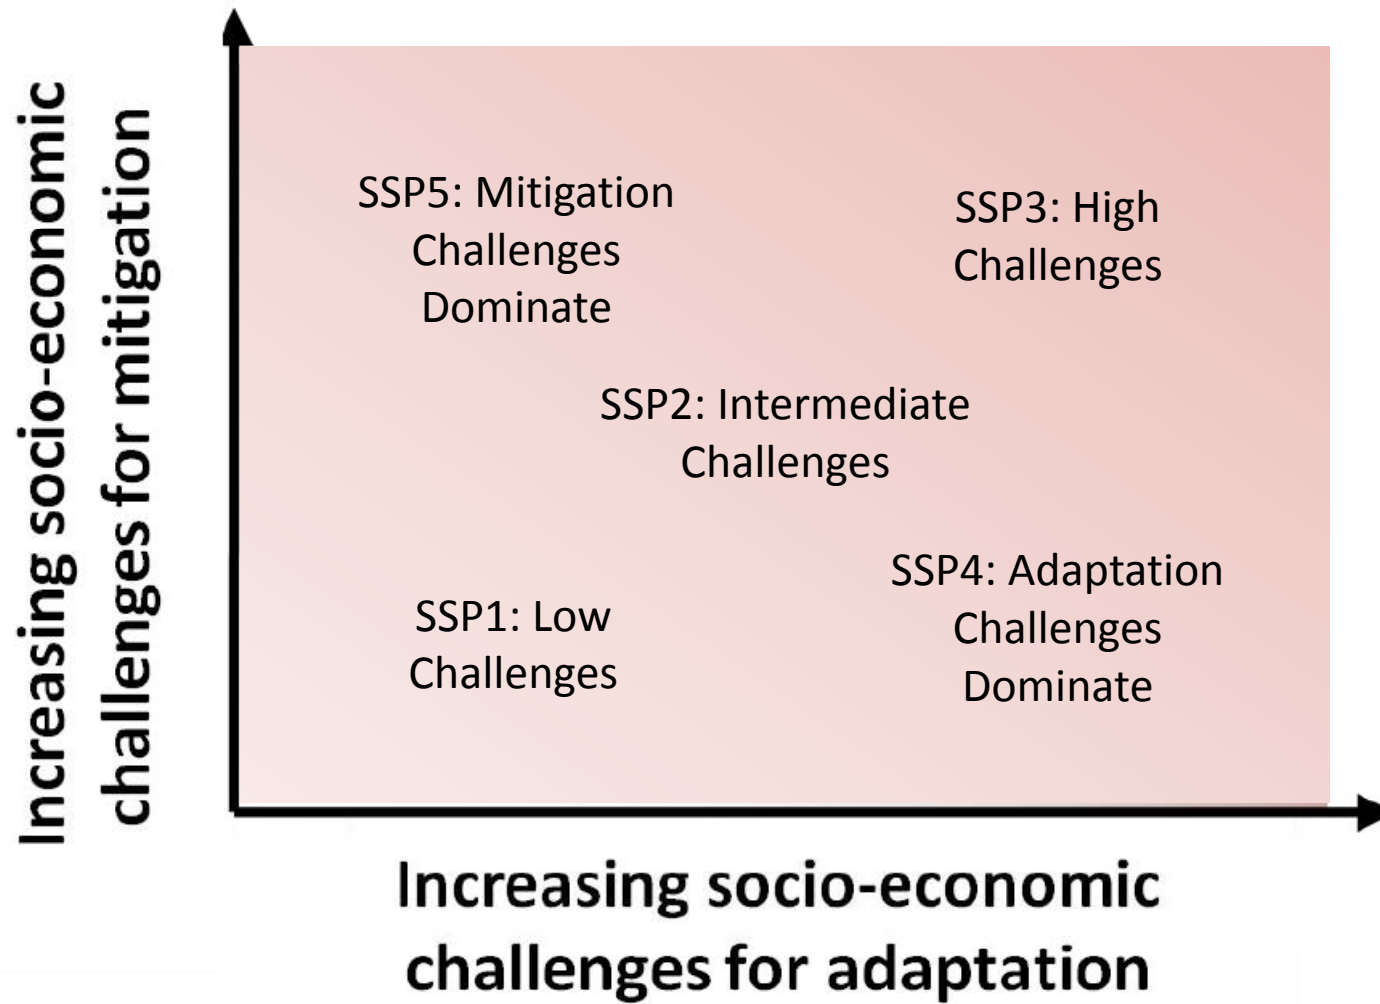 Increasing socio-economic
challenges for mitigation
SSP5: Mitigation
Challenges
Dominate
SSP3: High
Challenges
SSP2: Intermediate
Challenges
SSP4: Adaptation
Challenges
Dominate
SSP1: Low
Challenges
Increasing socio-economic
challenges for adaptation